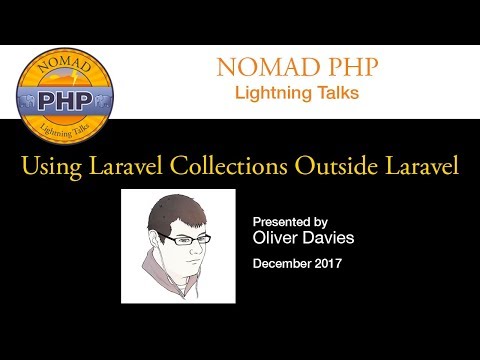 NOMAD
PHP
Lightning Talks
NOMAD PHP
Lightning Talks
Using Laravel Collections Outside Laravel
Presented by
Oliver Davies
December 2017